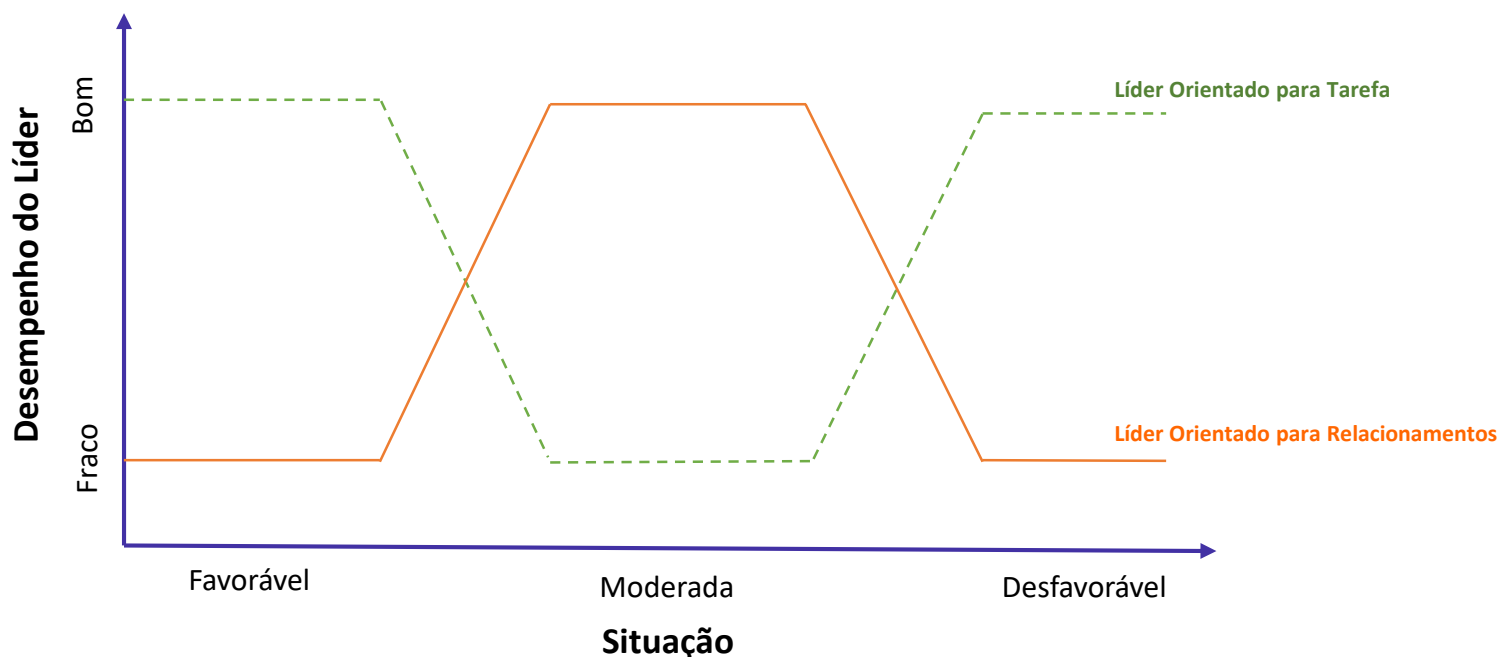 Desempenho do Líder
Bom
Fraco
Líder Orientado para Tarefa
Líder Orientado para Relacionamentos
Favorável
Moderada
Desfavorável
Situação